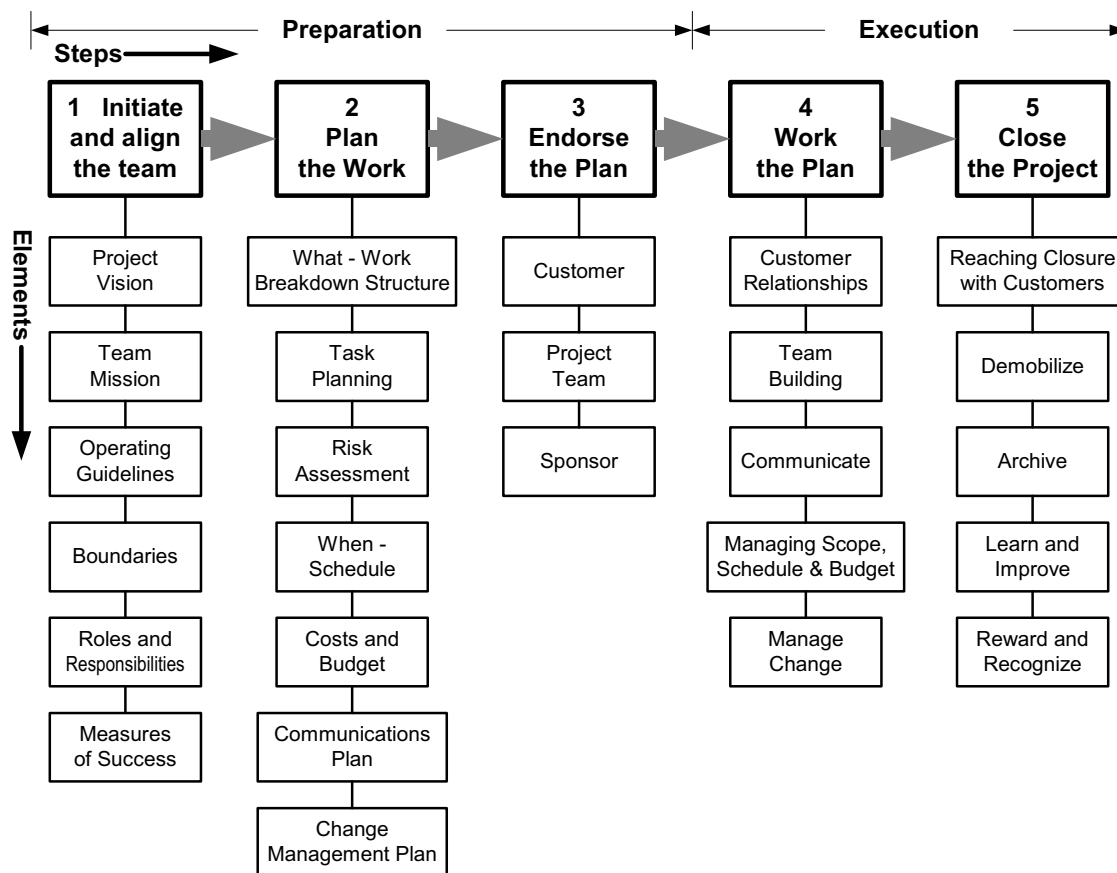 Preparation
Execution
Steps
Elements
1 Initiate
and align
the team
2
Plan
the Work
3
Endorse
the Plan
4
Work
the Plan
5
Close
the Project
Project
Vision
Team
Mission
Operating
Guidelines
Boundaries
Roles and
Responsibilities
Measures
of Success
What - Work
Breakdown Structure
Task
Planning
Risk
Assessment
When -
Schedule
Costs and
Budget
Communications
Plan
Change
Management Plan
Customer
Project
Team
Sponsor
Customer
Relationships
Team
Building
Communicate
Managing Scope,
Schedule & Budget
Manage
Change
Reaching Closure
with Customers
Demobilize
Archive
Learn and
Improve
Reward and
Recognize